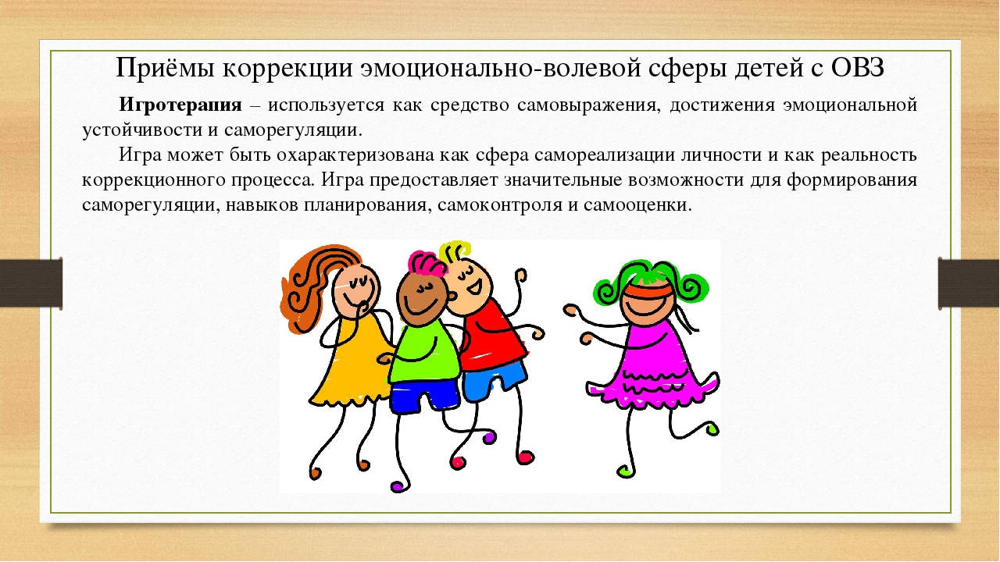 Приёмы коррекции эмоционально-волевой сферы детей с ОВЗ
Игротерапия – используется как средство самовыражения, достижения эмоциональной
устойчивости и саморегуляции.
Игра может быть охарактеризована как сфера самореализации личности и как реальность
коррекционного процесса. Игра предоставляет значительные возможности для формирования
саморегуляции, навыков планирования, самоконтроля и самооценки.